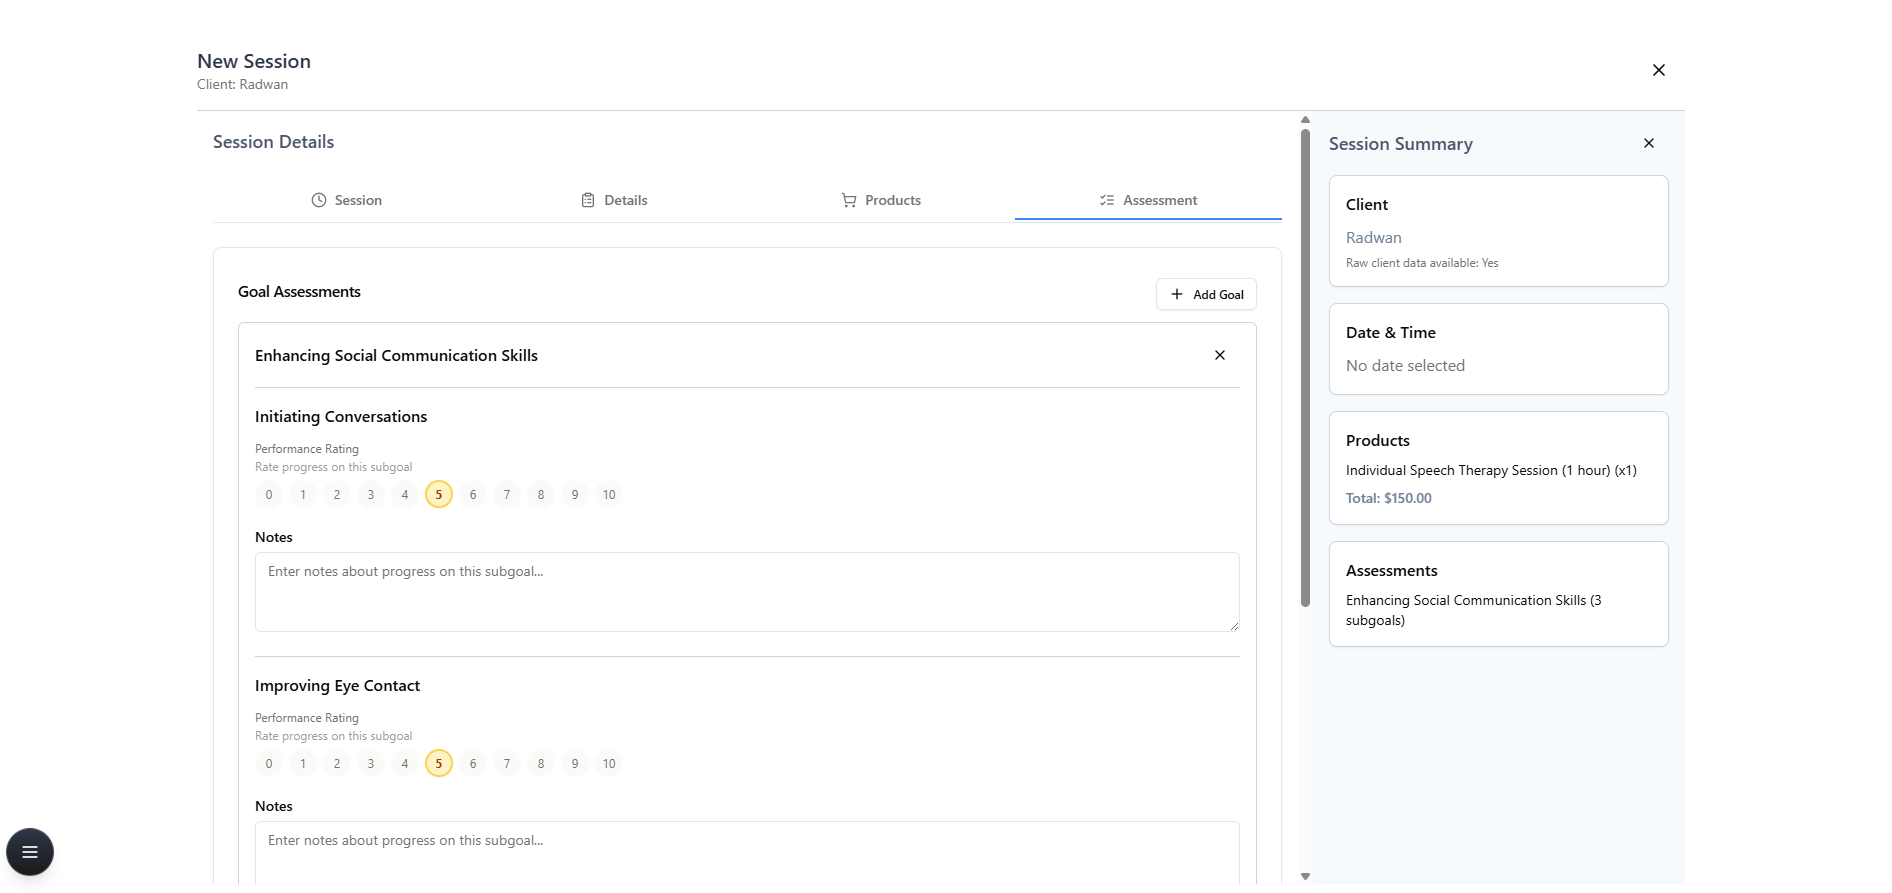 New Session
Client: Radwan
Session Details
Session
Details
Products
Assessment
Goal Assessments
Add Goal
Enhancing Social Communication Skills
Initiating Conversations
Performance Rating
Rate progress on this subgoal
0 1 2 3 4 5 6 7 8 9 10
Notes
Enter notes about progress on this subgoal...
Improving Eye Contact
Performance Rating
Rate progress on this subgoal
0 1 2 3 4 5 6 7 8 9 10
Notes
Enter notes about progress on this subgoal...
Session Summary
Client
Radwan
Raw client data available: Yes
Date & Time
No date selected
Products
Individual Speech Therapy Session (1 hour) (x1)
Total: $150.00
Assessments
Enhancing Social Communication Skills (3
subgoals)